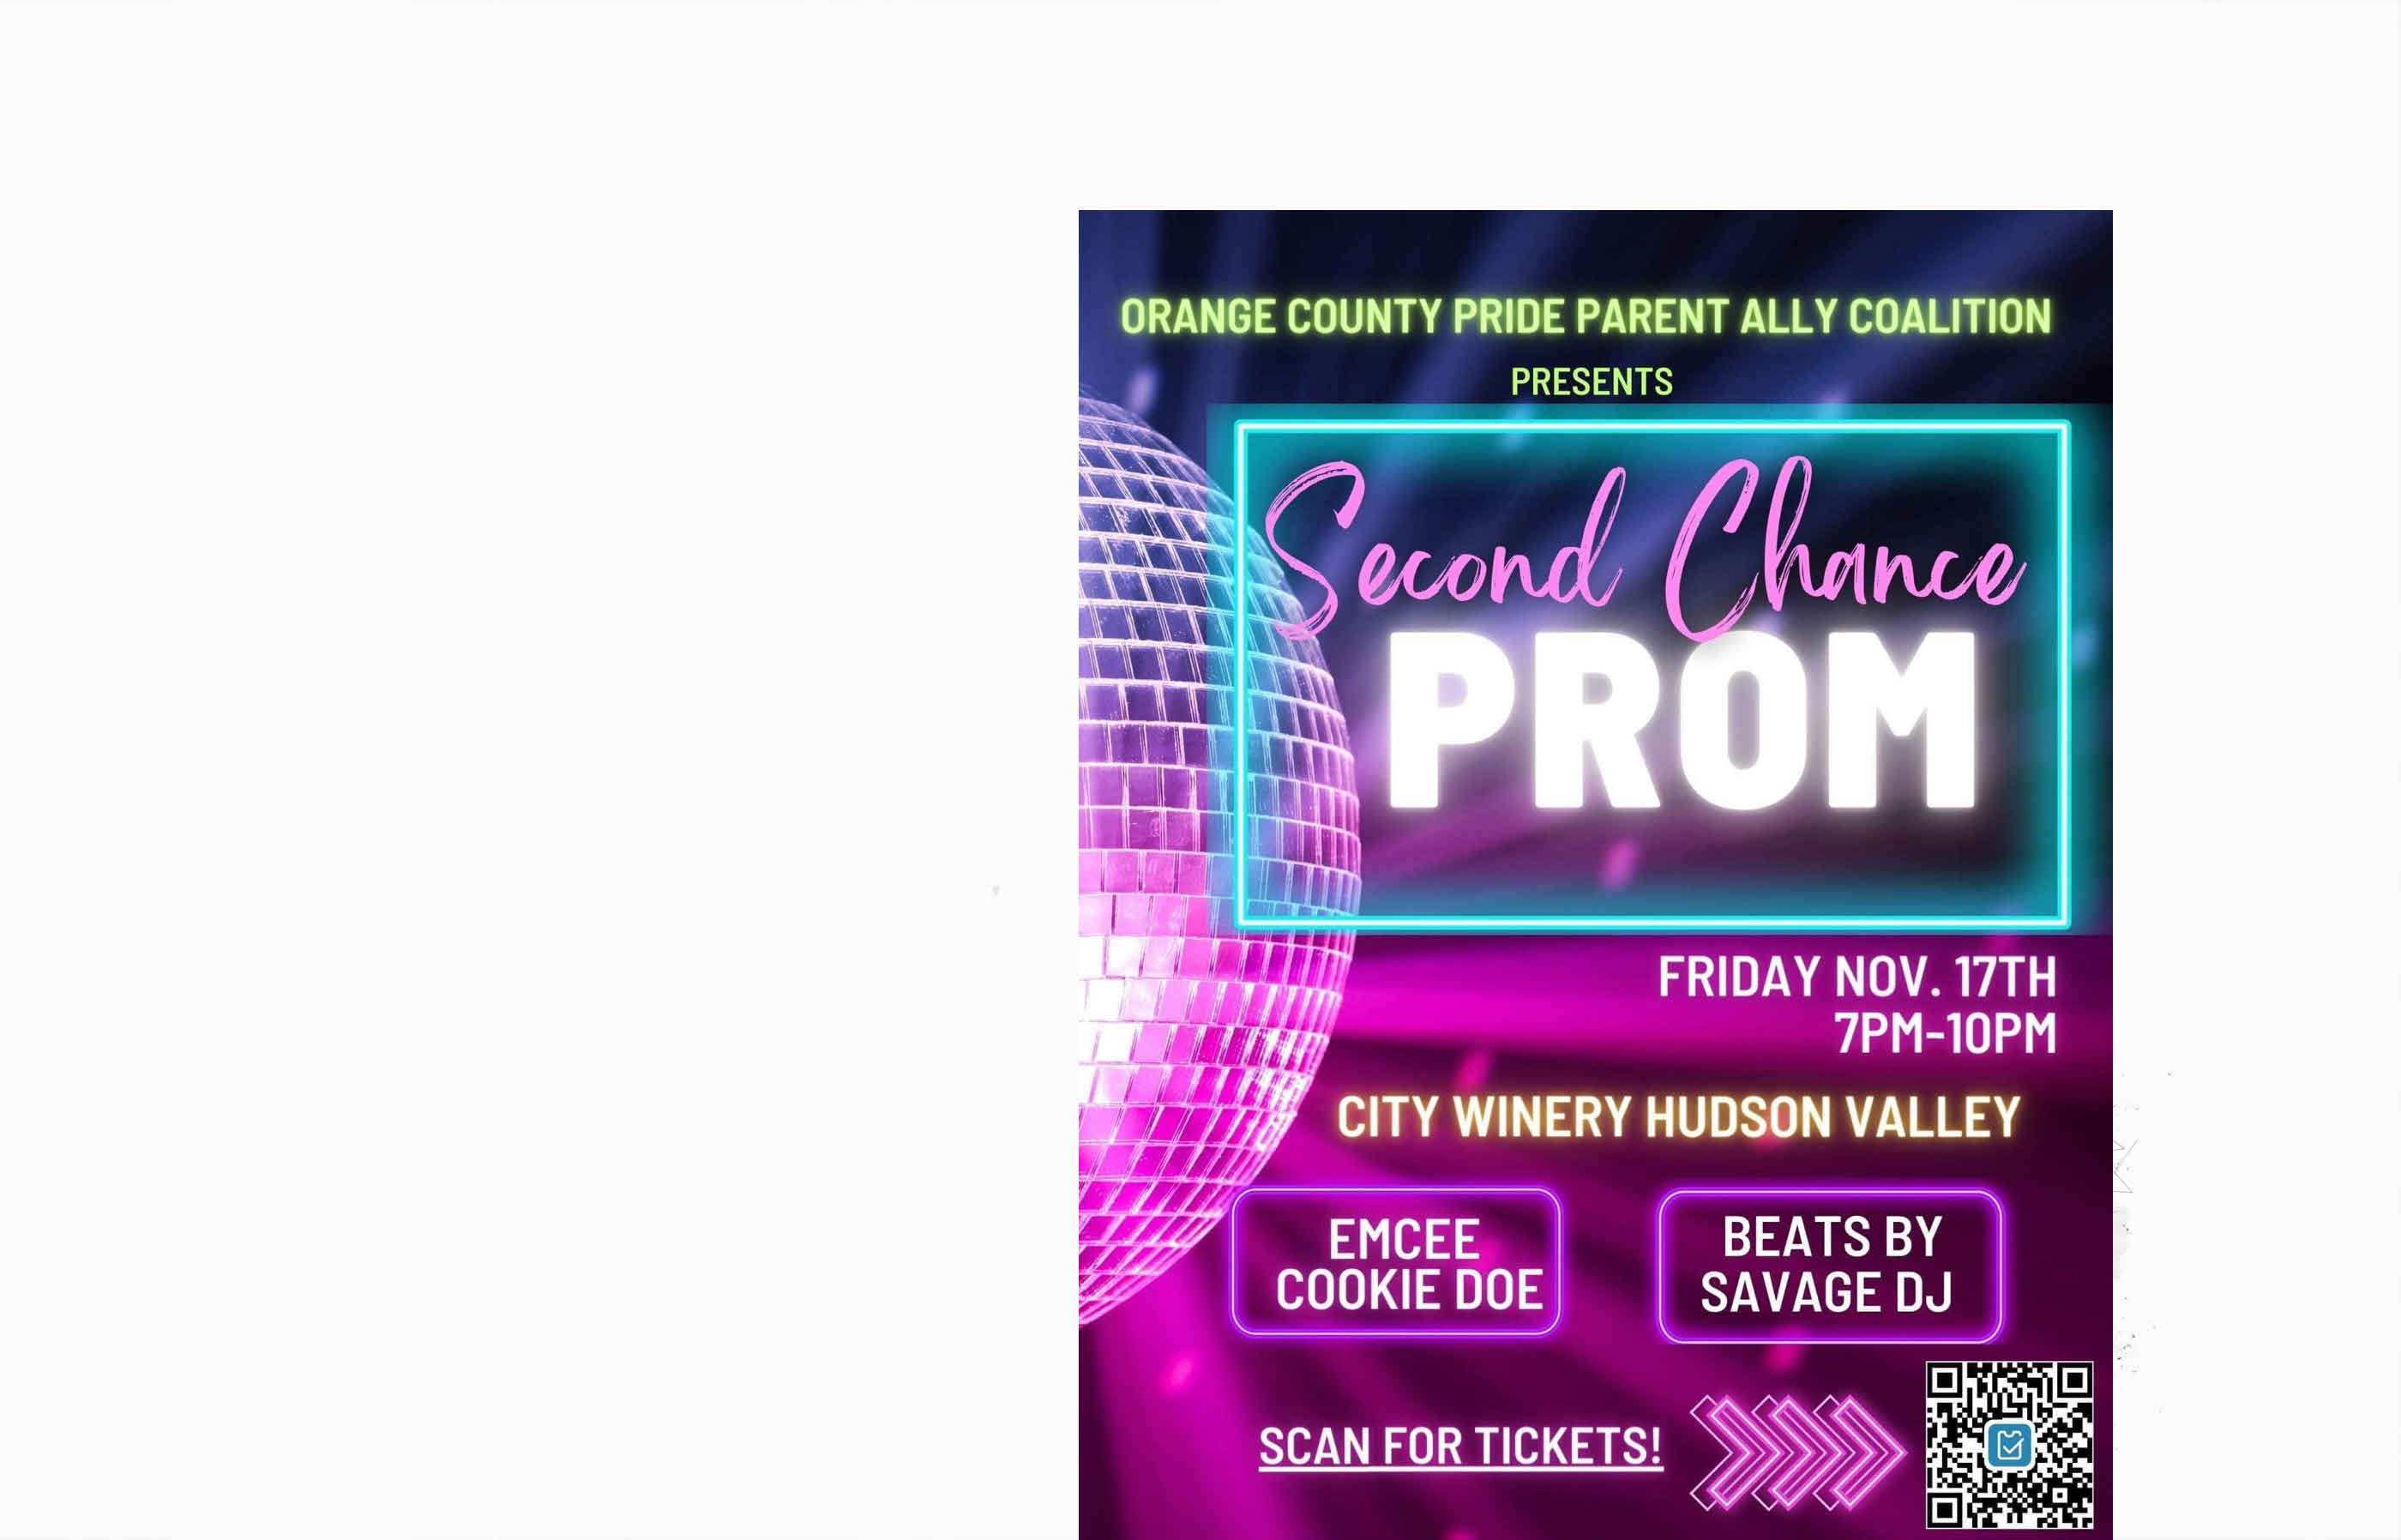 ORANGE COUNTY PRIDE PARENT ALLY COALITION
PRESENTS
Second Chance
PROM
FRIDAY NOV. 17TH
7PM-10PM
CITY WINERY HUDSON VALLEY
EMCEE
COOKIE DOE
BEATS BY
SAVAGE DJ
SCAN FOR TICKETS!